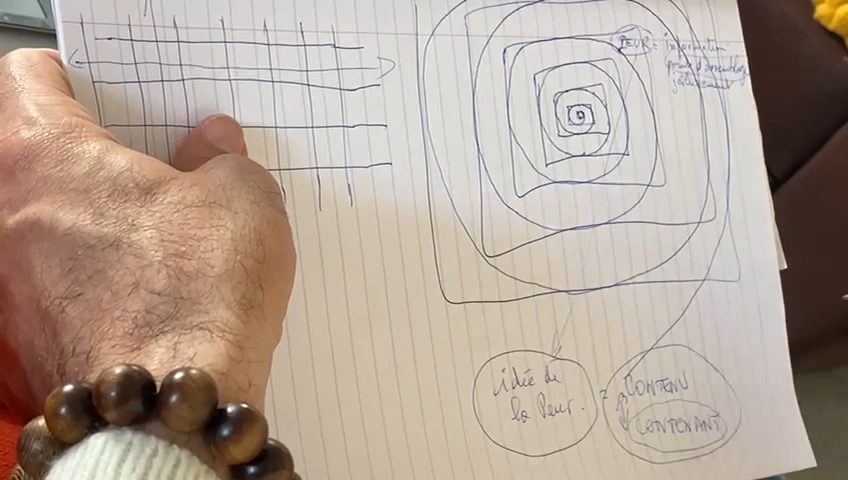 PEUR = information
idée de
la Peur.
=
CONTENU
CONTENANT